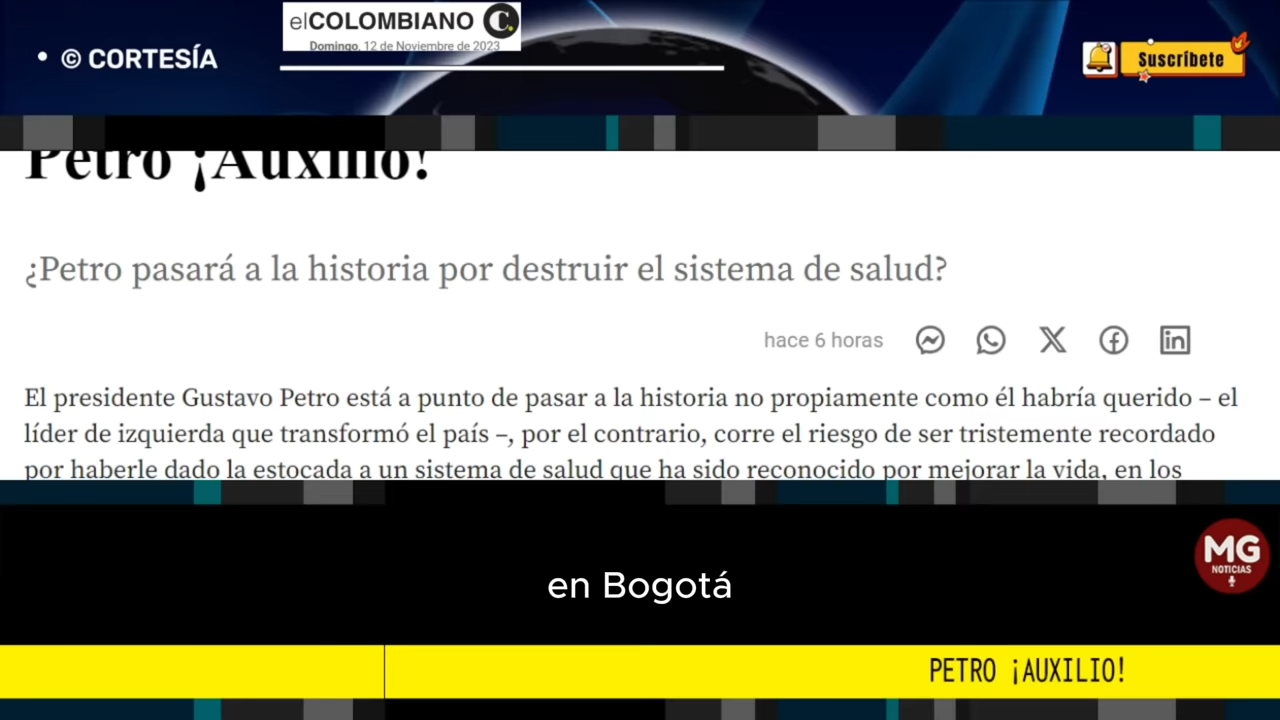 elCOLOMBIANO C.
Domingo, 12 de Noviembre de 2023
• © CORTESÍA
Suscríbete
Petro ¡Auxilio!
¿Petro pasará a la historia por destruir el sistema de salud?
hace 6 horas
El presidente Gustavo Petro está a punto de pasar a la historia no propiamente como él habría querido – el
líder de izquierda que transformó el país –, por el contrario, corre el riesgo de ser tristemente recordado
por haberle dado la estocada a un sistema de salud que ha sido reconocido por mejorar la vida, en los
MG
NOTICIAS
en Bogotá
PETRO ¡AUXILIO!